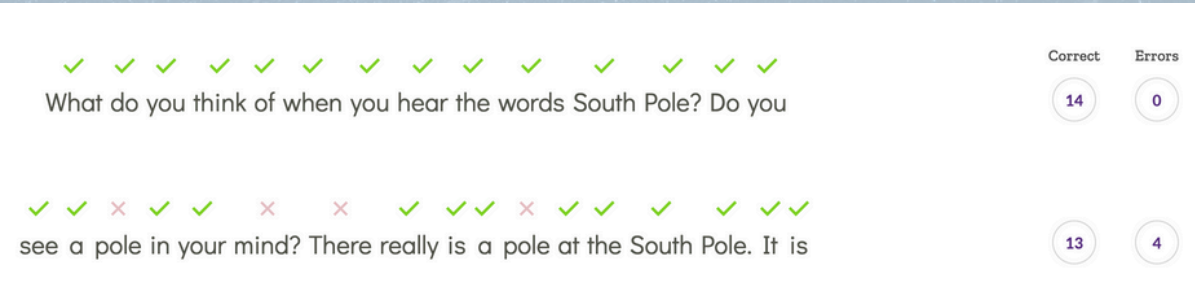 Correct Errors
What do you think of when you hear the words South Pole? Do you 14 0
see a pole in your mind? There really is a pole at the South Pole. It is 13 4